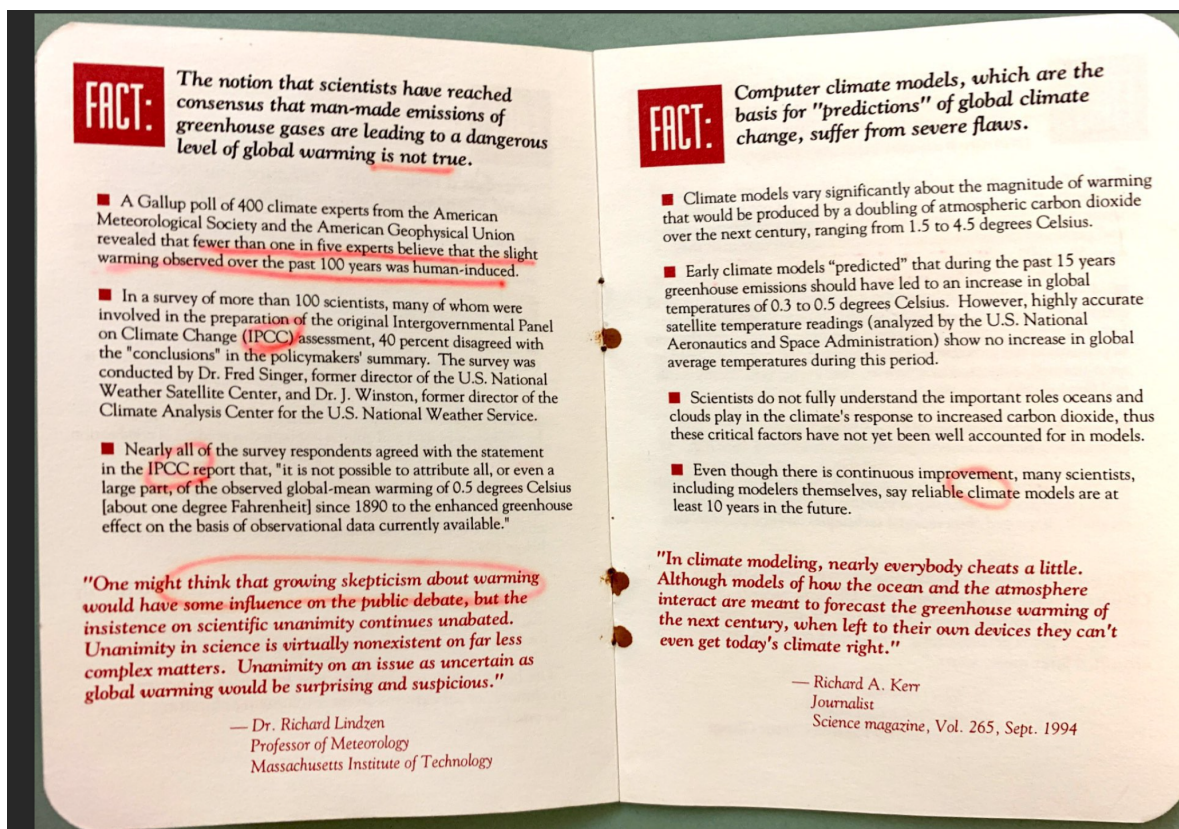 FACT:
The notion that scientists have reached
consensus that man-made emissions of
greenhouse gases are leading to a dangerous
level of global warming is not true.
■ A Gallup poll of 400 climate experts from the American
Meteorological Society and the American Geophysical Union
revealed that fewer than one in five experts believe that the slight
warming observed over the past 100 years was human-induced.
■ In a survey of more than 100 scientists, many of whom were
involved in the preparation of the original Intergovernmental Panel
on Climate Change (IPCC) assessment, 40 percent disagreed with
the "conclusions" in the policymakers' summary. The survey was
conducted by Dr. Fred Singer, former director of the U.S. National
Weather Satellite Center, and Dr. J. Winston, former director of the
Climate Analysis Center for the U.S. National Weather Service.
■ Nearly all of the survey respondents agreed with the statement
in the IPCC report that, "it is not possible to attribute all, or even a
large part, of the observed global-mean warming of 0.5 degrees Celsius
[about one degree Fahrenheit] since 1890 to the enhanced greenhouse
effect on the basis of observational data currently available."
"One might think that growing skepticism about warming
would have some influence on the public debate, but the
insistence on scientific unanimity continues unabated.
Unanimity in science is virtually nonexistent on far less
complex matters. Unanimity on an issue as uncertain as
global warming would be surprising and suspicious."
— Dr. Richard Lindzen
Professor of Meteorology
Massachusetts Institute of Technology
FACT:
Computer climate models, which are the
basis for "predictions" of global climate
change, suffer from severe flaws.
■ Climate models vary significantly about the magnitude of warming
that would be produced by a doubling of atmospheric carbon dioxide
over the next century, ranging from 1.5 to 4.5 degrees Celsius.
■ Early climate models “predicted” that during the past 15 years
greenhouse emissions should have led to an increase in global
temperatures of 0.3 to 0.5 degrees Celsius. However, highly accurate
satellite temperature readings (analyzed by the U.S. National
Aeronautics and Space Administration) show no increase in global
average temperatures during this period.
■ Scientists do not fully understand the important roles oceans and
clouds play in the climate's response to increased carbon dioxide, thus
these critical factors have not yet been well accounted for in models.
■ Even though there is continuous improvement, many scientists,
including modelers themselves, say reliable climate models are at
least 10 years in the future.
"In climate modeling, nearly everybody cheats a little.
Although models of how the ocean and the atmosphere
interact are meant to forecast the greenhouse warming of
the next century, when left to their own devices they can't
even get today's climate right."
— Richard A. Kerr
Journalist
Science magazine, Vol. 265, Sept. 1994